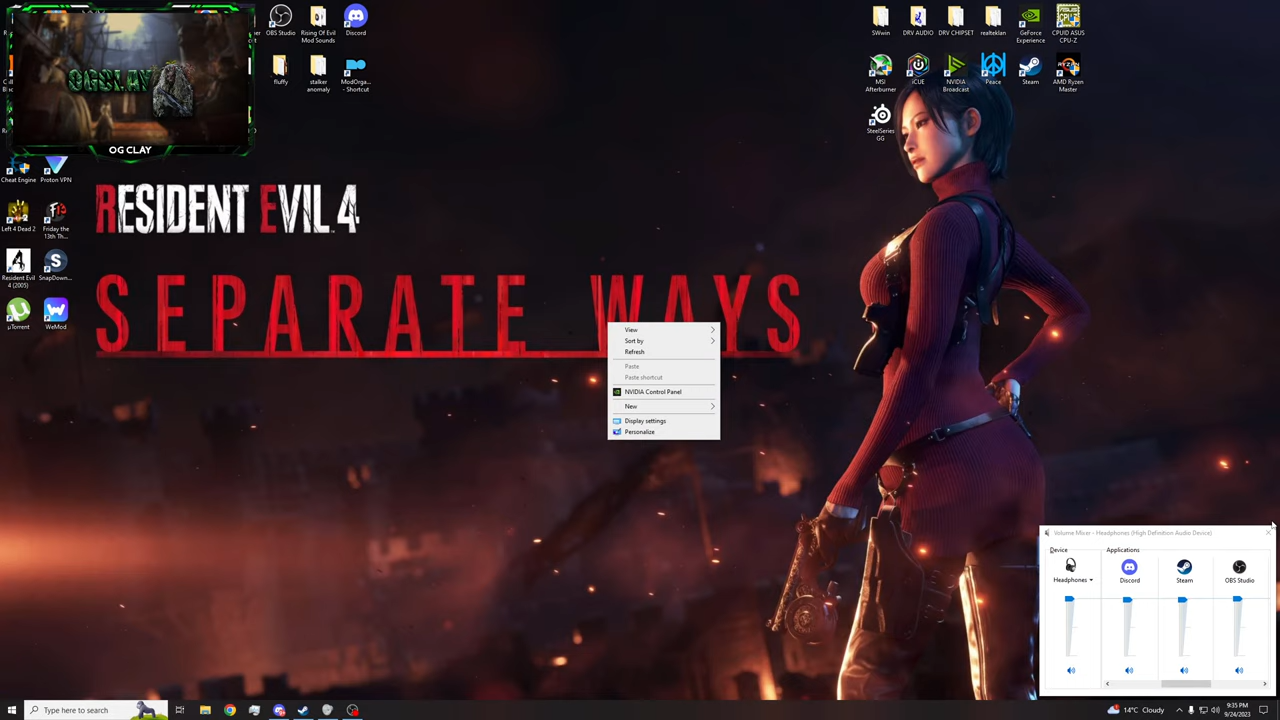 OBS Studio
Rising Of Evil Mod Sounds
Discord
SWwin
DRV AUDIO
DRV CHIPSET
realteklan
GeForce Experience
CPUID ASUS CPU-Z
fluffy
stalker anomaly
ModOrga... - Shortcut
MSI Afterburner
iCUE
NVIDIA Broadcast
Peace
Steam
AMD Ryzen Master
SteelSeries GG
OGSLAY
OG CLAY
Cheat Engine
Proton VPN
Left 4 Dead 2
Friday the 13th Th...
Resident Evil 4 (2005)
SnapDown...
µTorrent
WeMod
RESIDENT EVIL 4
SEPARATE WAYS
View
Sort by
Refresh
Paste
Paste shortcut
NVIDIA Control Panel
New
Display settings
Personalize
Volume Mixer - Headphones (High Definition Audio Device)
Device
Applications
Headphones
Discord
Steam
OBS Studio
Type here to search
14°C Cloudy
9:35 PM
9/24/2023